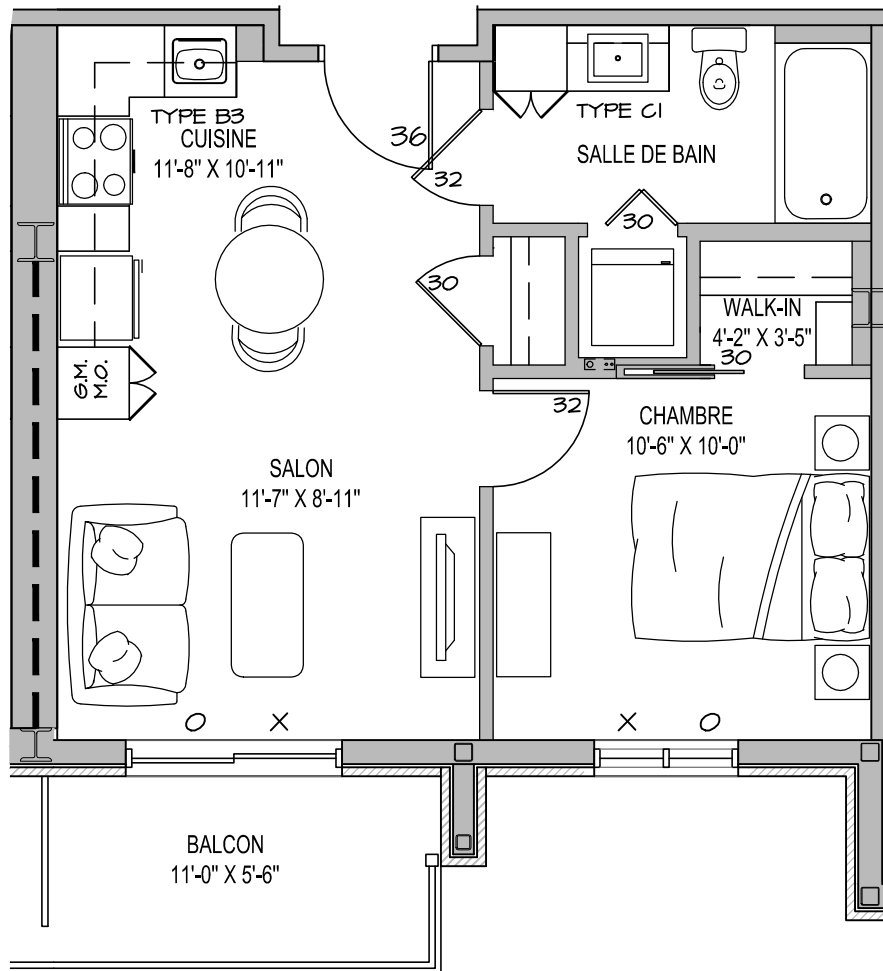 TYPE B3
CUISINE
11'-8" X 10'-11"
36
32
TYPE C1
SALLE DE BAIN
30
30
WALK-IN
4'-2" X 3'-5"
30
G.M.
M.O.
32
CHAMBRE
10'-6" X 10'-0"
SALON
11'-7" X 8'-11"
O X
X O
BALCON
11'-0" X 5'-6"